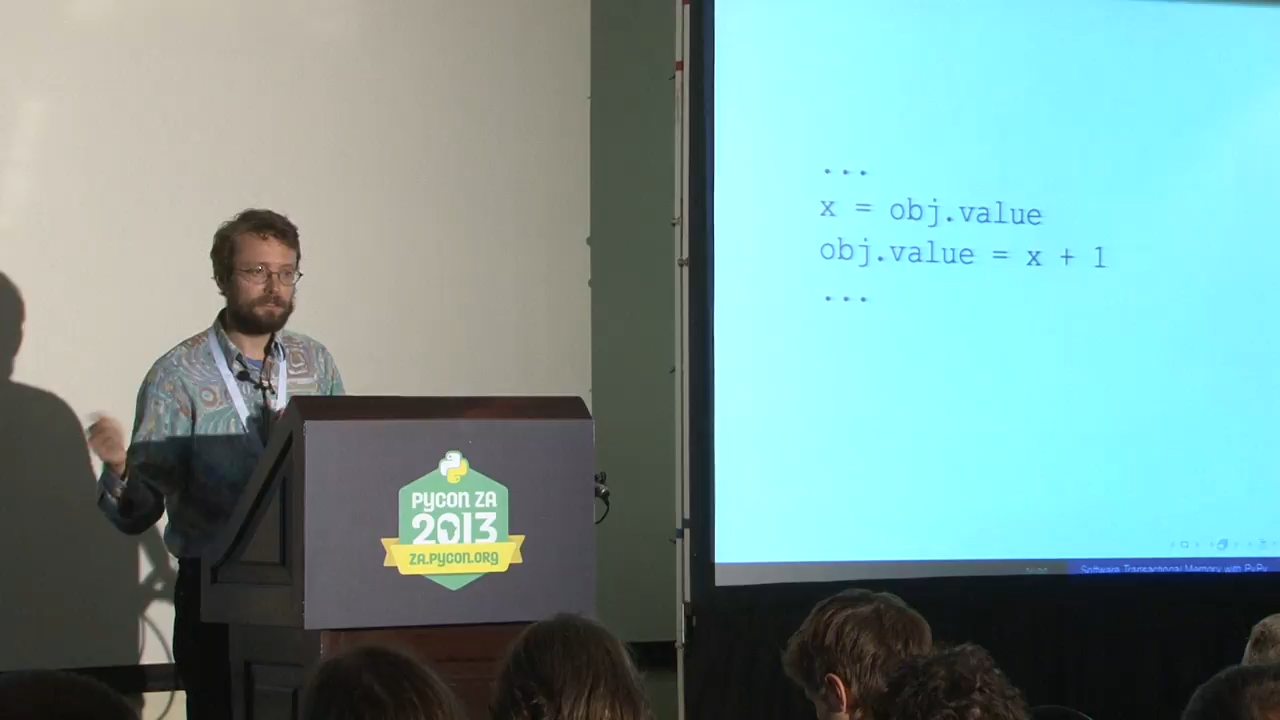 ...
x = obj.value
obj.value = x + 1
...
Software Transactional Memory with PyPy
PYCON ZA
2013
ZA.PYCON.ORG